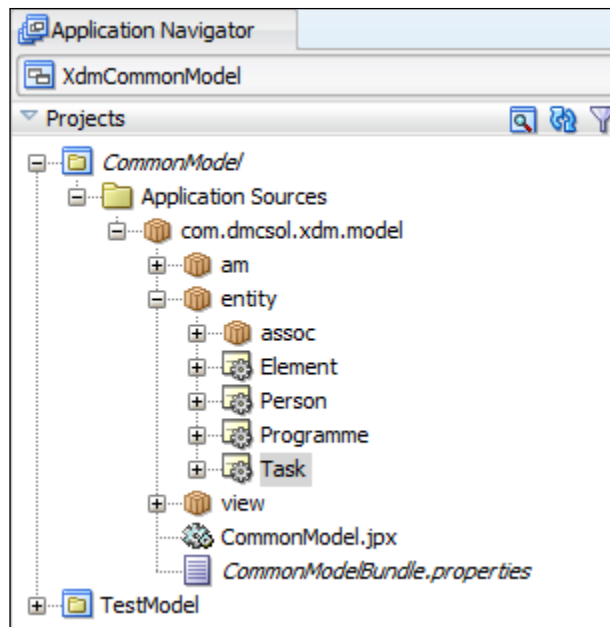 Application Navigator
XdmCommonModel
Projects
CommonModel
Application Sources
com.dmcsol.xdm.model
am
entity
assoc
Element
Person
Programme
Task
view
CommonModel.jpx
CommonModelBundle.properties
TestModel